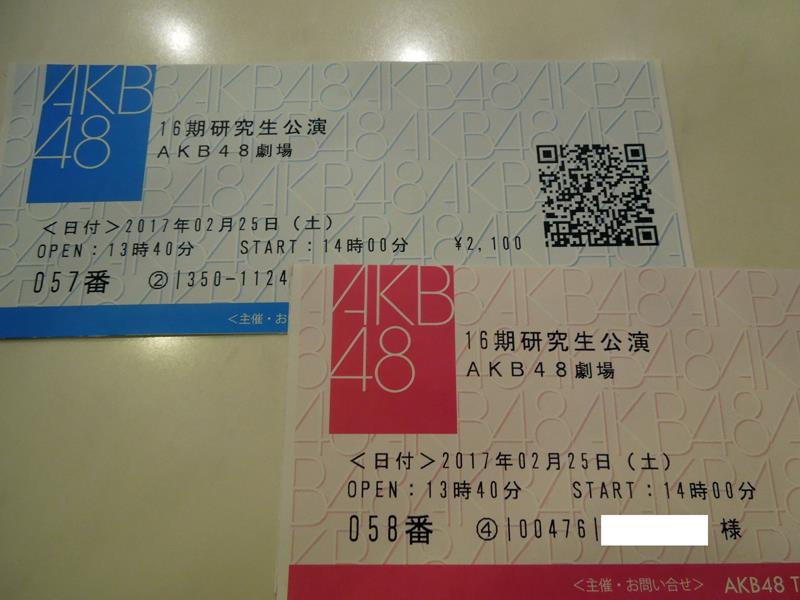 AKB
48
16期研究生公演
AKB48劇場
<日付>2017年02月25日(土)
OPEN:13時40分 START:14時00分 ¥2,100
057番 ②|350-1124
<主催・お
AKB
48
16期研究生公演
AKB48劇場
<日付>2017年02月25日(土)
OPEN:13時40分 START:14時00分
058番 ④|00476| 様
<主催・お問い合せ> AKB48 T